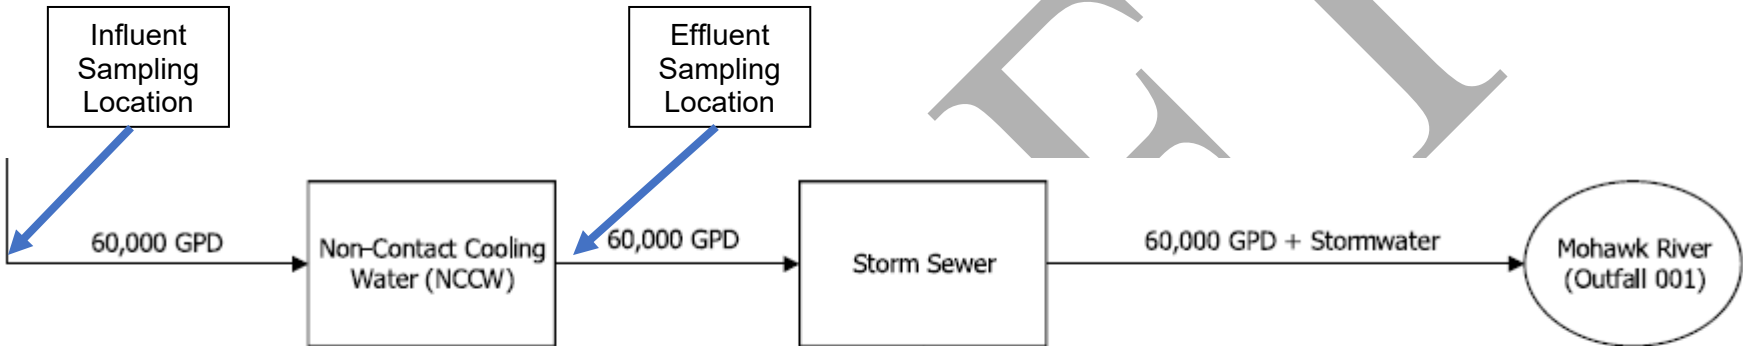 Influent
Sampling
Location
Effluent
Sampling
Location
60,000 GPD
Non-Contact Cooling
Water (NCCW)
60,000 GPD
Storm Sewer
60,000 GPD + Stormwater
Mohawk River
(Outfall 001)